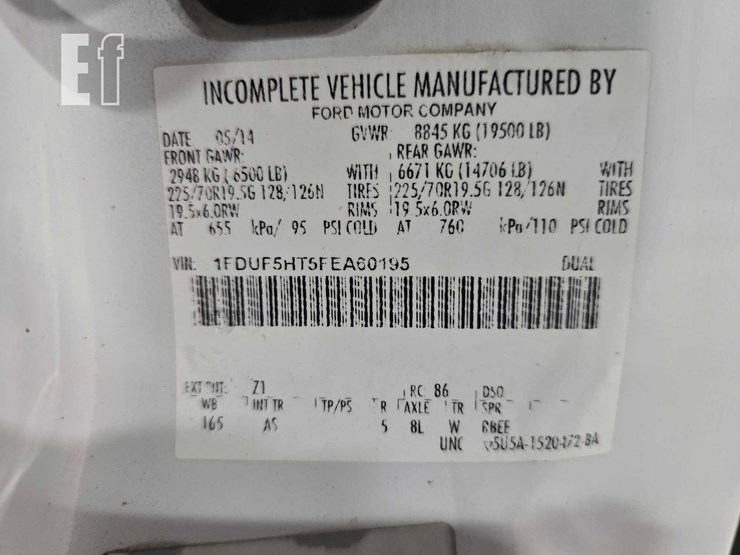 Ef
INCOMPLETE VEHICLE MANUFACTURED BY
FORD MOTOR COMPANY
DATE 05/14 GVWR: 8845 KG (19500 LB)
FRONT GAWR: REAR GAWR:
2948 KG (6500 LB) WITH 6671 KG (14706 LB) WITH
225/70R19.5G 128/126N TIRES 225/70R19.5G 128/126N TIRES
19.5x6.0RW RIMS 19.5x6.0RW RIMS
AT 655 kPa/ 95 PSI COLD AT 760 kPa/110 PSI COLD
VIN: 1FDUF5HT5FEA60195 DUAL
EXT PNT: Z1 RC: 86 DSO
WB INT TR TP/PS R AXLE TR SPR
165 AS 5 8L W BBEE
UNC